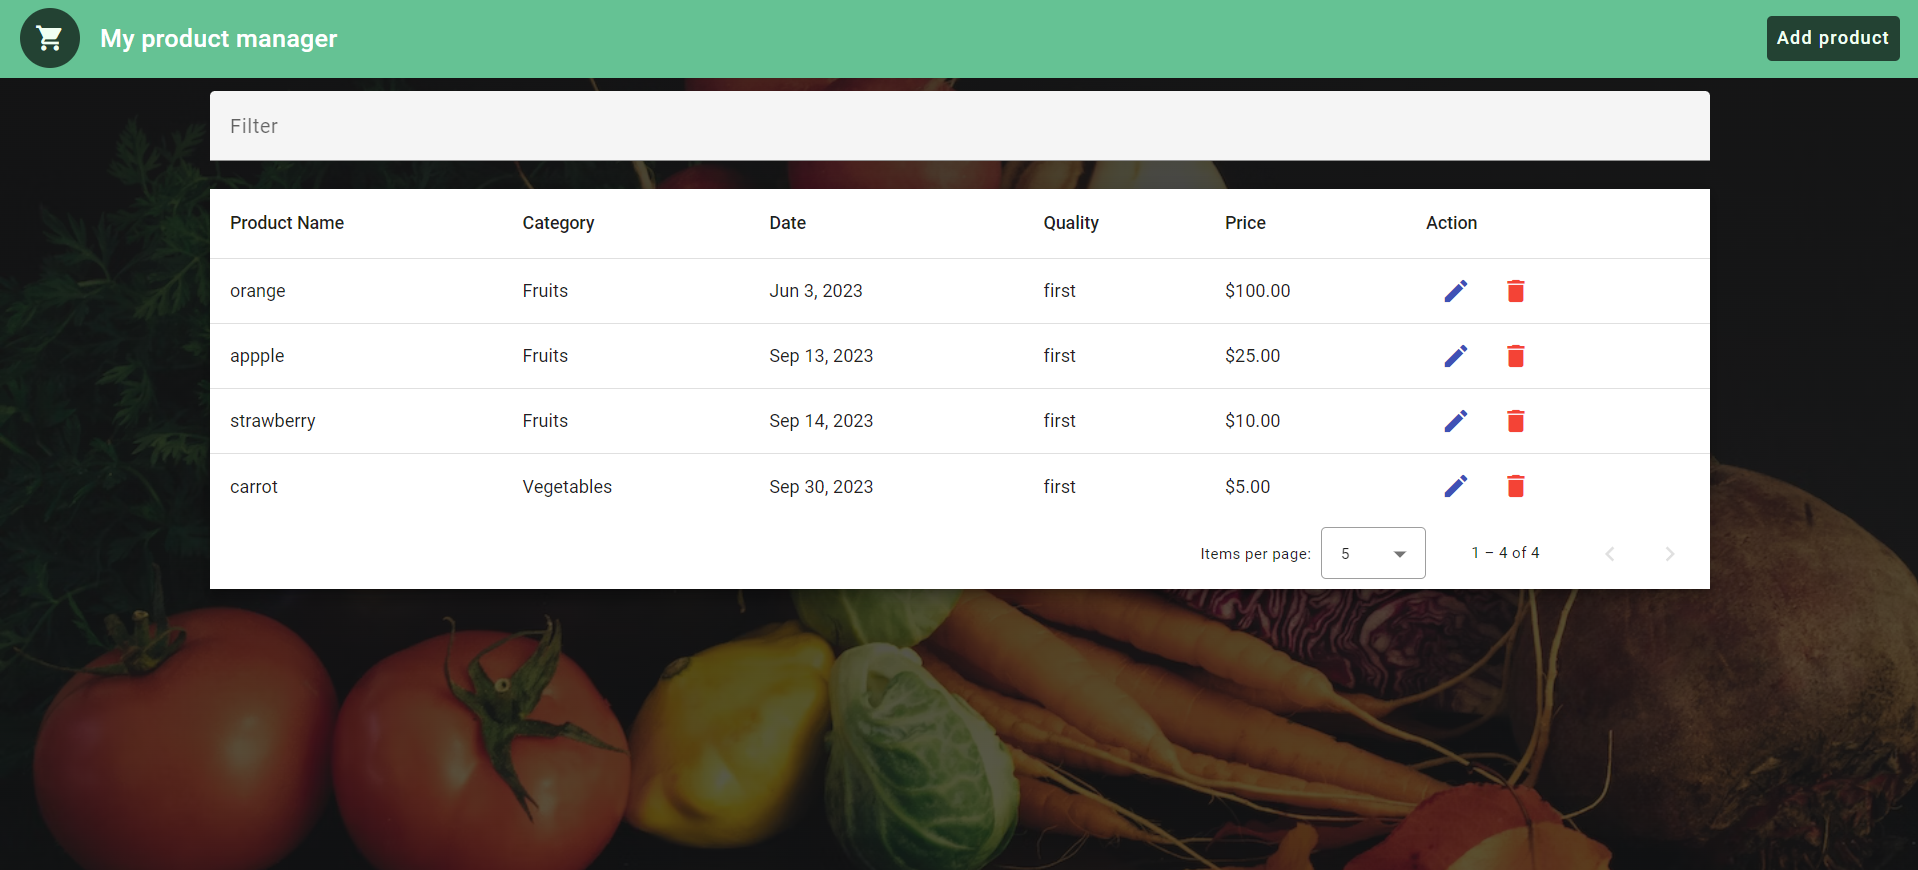 My product manager
Add product
Filter
Product Name Category Date Quality Price Action
orange Fruits Jun 3, 2023 first $100.00
appple Fruits Sep 13, 2023 first $25.00
strawberry Fruits Sep 14, 2023 first $10.00
carrot Vegetables Sep 30, 2023 first $5.00
Items per page: 5 1 – 4 of 4